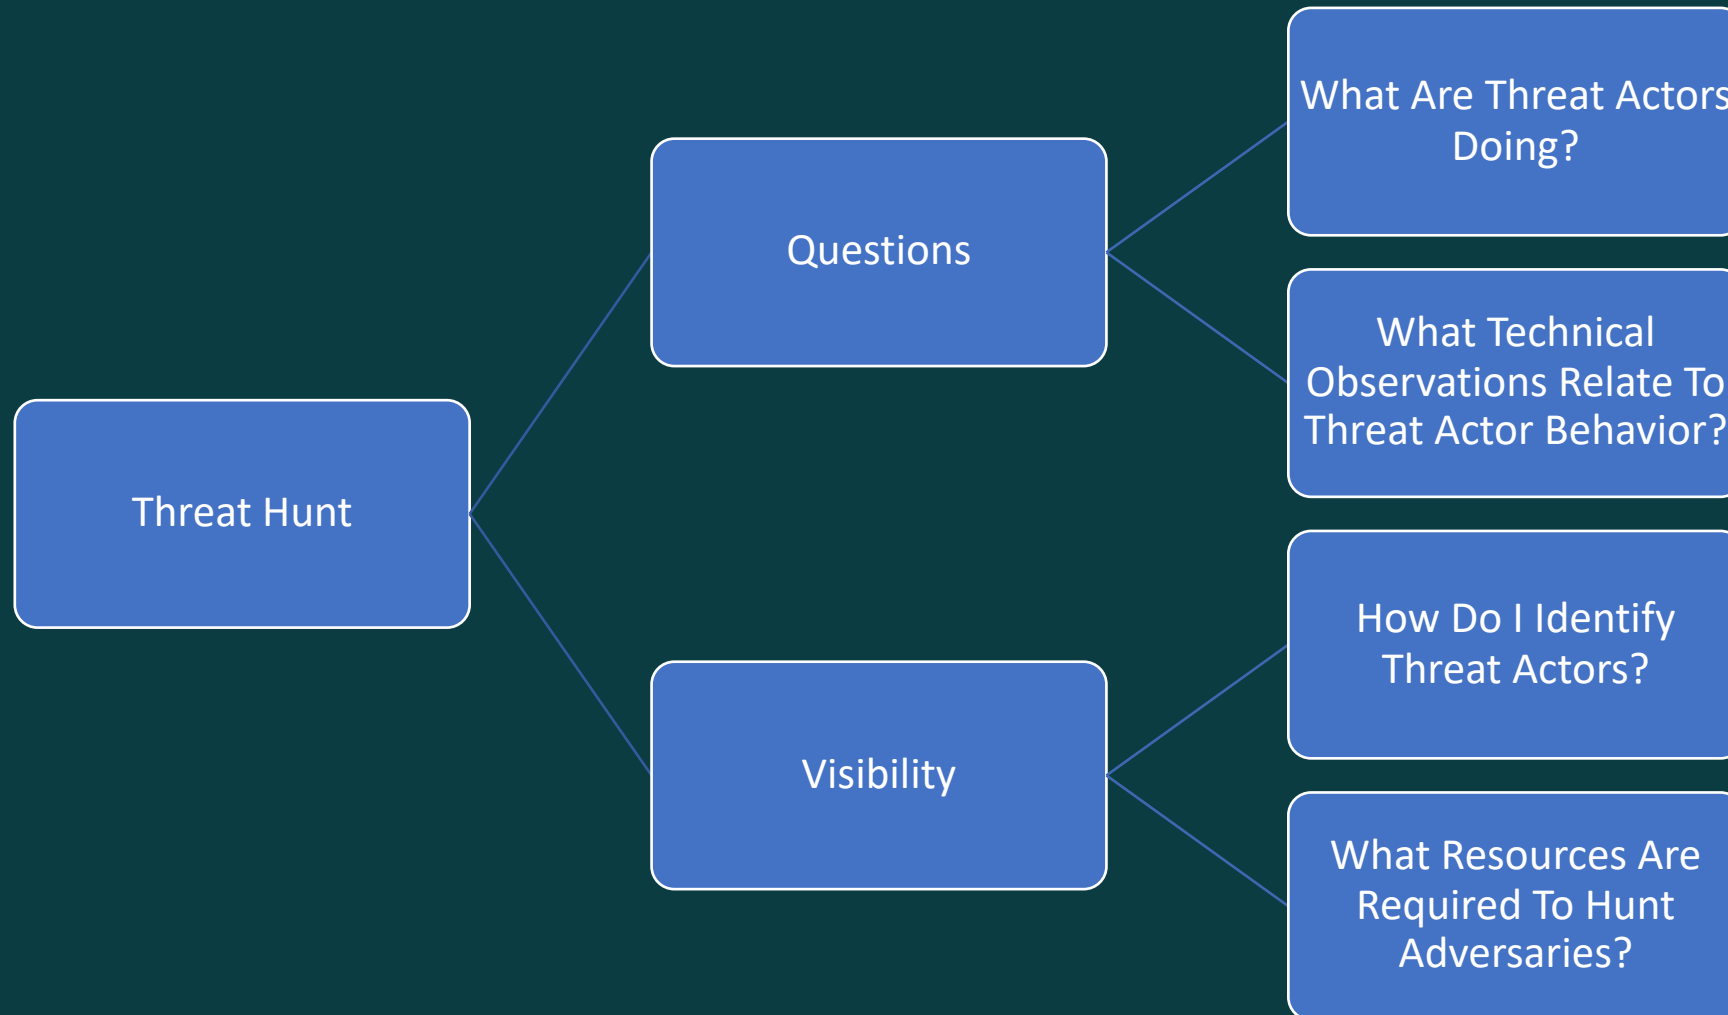 Threat Hunt
Questions
What Are Threat Actors
Doing?
What Technical
Observations Relate To
Threat Actor Behavior?
Visibility
How Do I Identify
Threat Actors?
What Resources Are
Required To Hunt
Adversaries?